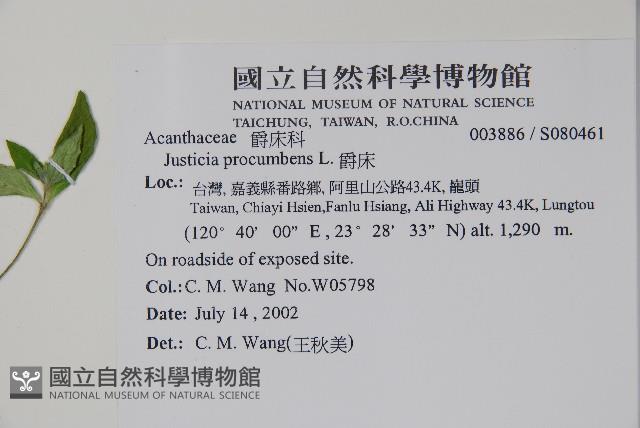 國立自然科學博物館
NATIONAL MUSEUM OF NATURAL SCIENCE
TAICHUNG, TAIWAN, R.O.CHINA
Acanthaceae 爵床科 003886 / S080461
Justicia procumbens L. 爵床
Loc.: 台灣, 嘉義縣番路鄉, 阿里山公路43.4K, 龍頭
Taiwan, Chiayi Hsien,Fanlu Hsiang, Ali Highway 43.4K, Lungtou
(120° 40' 00” E , 23° 28' 33” N) alt. 1,290 m.
On roadside of exposed site.
Col.: C. M. Wang No.W05798
Date: July 14 , 2002
Det.: C. M. Wang(王秋美)
國立自然科學博物館
NATIONAL MUSEUM OF NATURAL SCIENCE